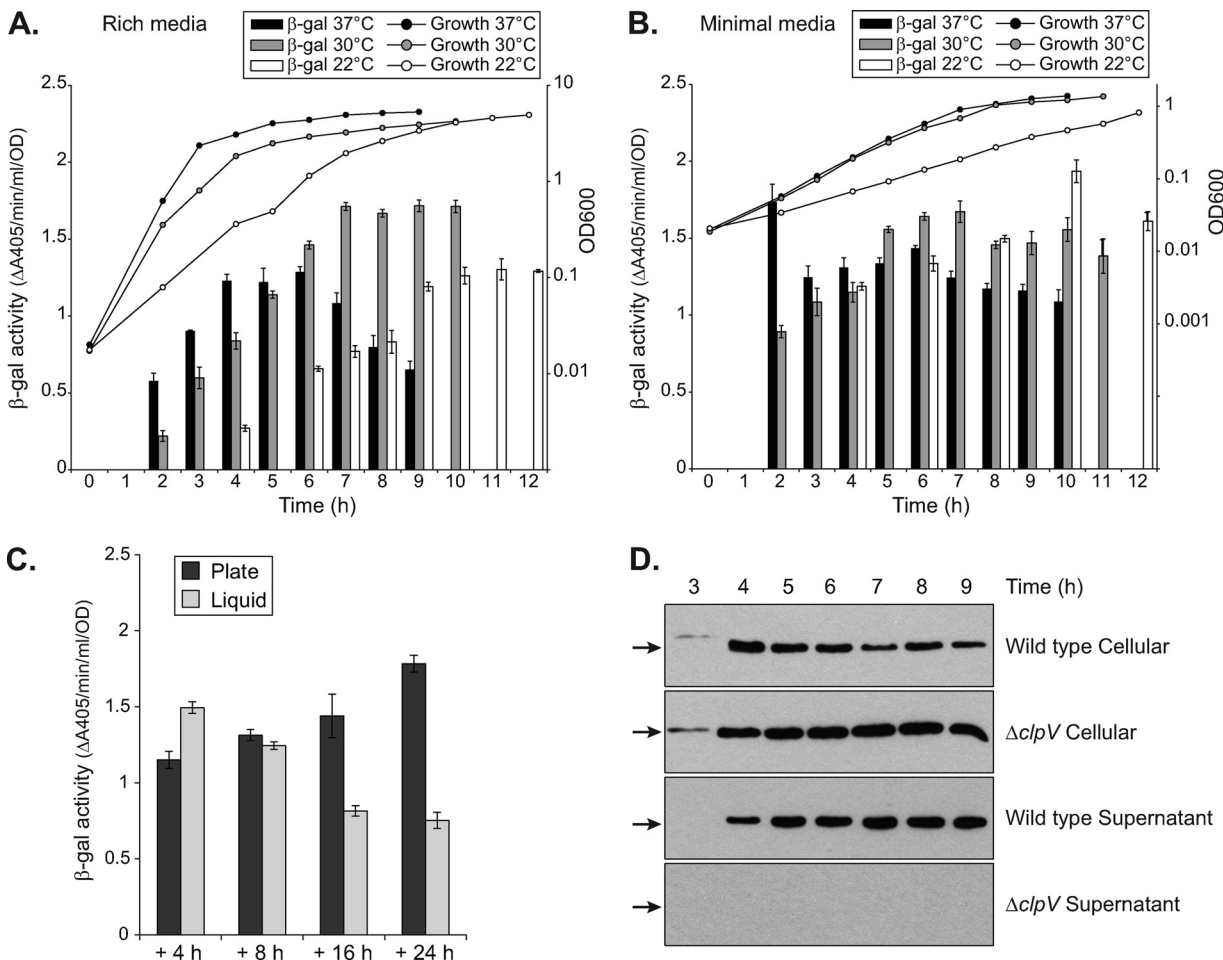 A.
Rich media
β-gal 37°C Growth 37°C
β-gal 30°C Growth 30°C
β-gal 22°C Growth 22°C
β-gal activity (ΔA405/min/ml/OD)
2.5
2
1.5
1
0.5
0
10
1
0.1
0.01
OD600
0 1 2 3 4 5 6 7 8 9 10 11 12
Time (h)
B.
Minimal media
β-gal 37°C Growth 37°C
β-gal 30°C Growth 30°C
β-gal 22°C Growth 22°C
β-gal activity (ΔA405/min/ml/OD)
2.5
2
1.5
1
0.5
0
1
0.1
0.01
0.001
OD600
0 1 2 3 4 5 6 7 8 9 10 11 12
Time (h)
C.
Plate
Liquid
β-gal activity (ΔA405/min/ml/OD)
2.5
2
1.5
1
0.5
0
+ 4 h + 8 h + 16 h + 24 h
D.
3 4 5 6 7 8 9 Time (h)
Wild type Cellular
ΔclpV Cellular
Wild type Supernatant
ΔclpV Supernatant